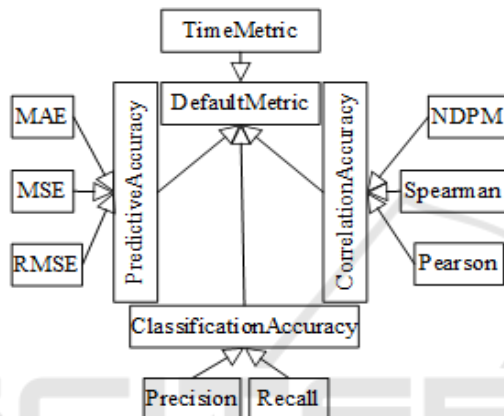 TimeMetric
DefaultMetric
MAE
MSE
RMSE
PredictiveAccuracy
CorrelationAccuracy
NDPM
Spearman
Pearson
ClassificationAccuracy
Precision
Recall